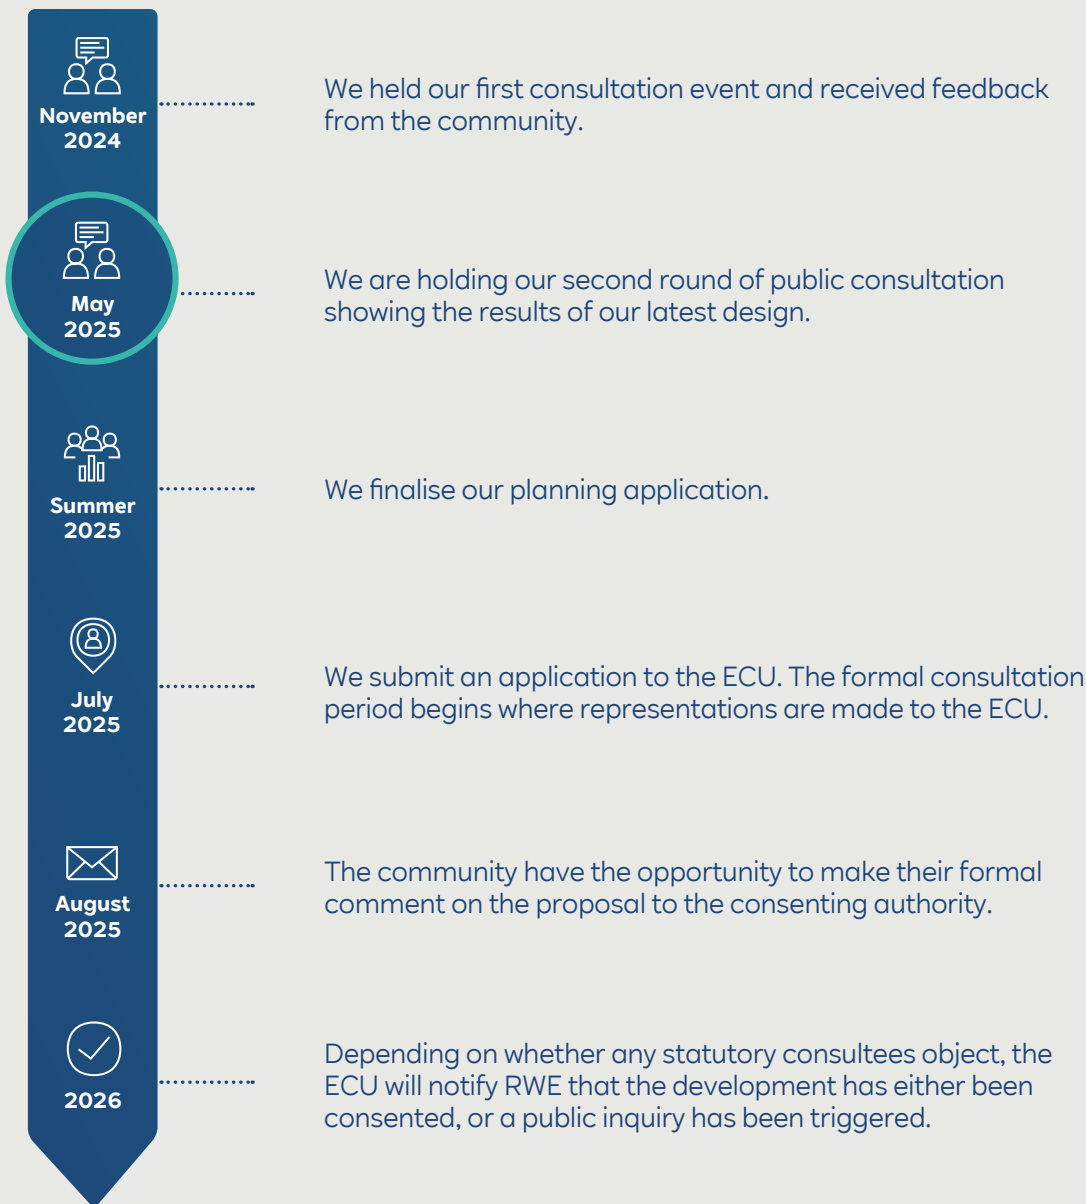 November
2024
We held our first consultation event and received feedback
from the community.
May
2025
We are holding our second round of public consultation
showing the results of our latest design.
Summer
2025
We finalise our planning application.
July
2025
We submit an application to the ECU. The formal consultation
period begins where representations are made to the ECU.
August
2025
The community have the opportunity to make their formal
comment on the proposal to the consenting authority.
2026
Depending on whether any statutory consultees object, the
ECU will notify RWE that the development has either been
consented, or a public inquiry has been triggered.